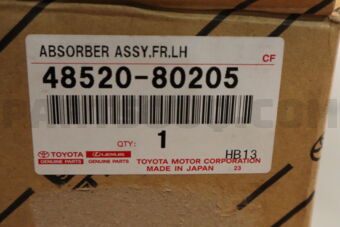 ABSORBER ASSY.FR.LH
CF
48520-80205
QTY: 1
HB13
TOYOTA GENUINE PARTS
LEXUS GENUINE PARTS
TOYOTA MOTOR CORPORATION
MADE IN JAPAN 23